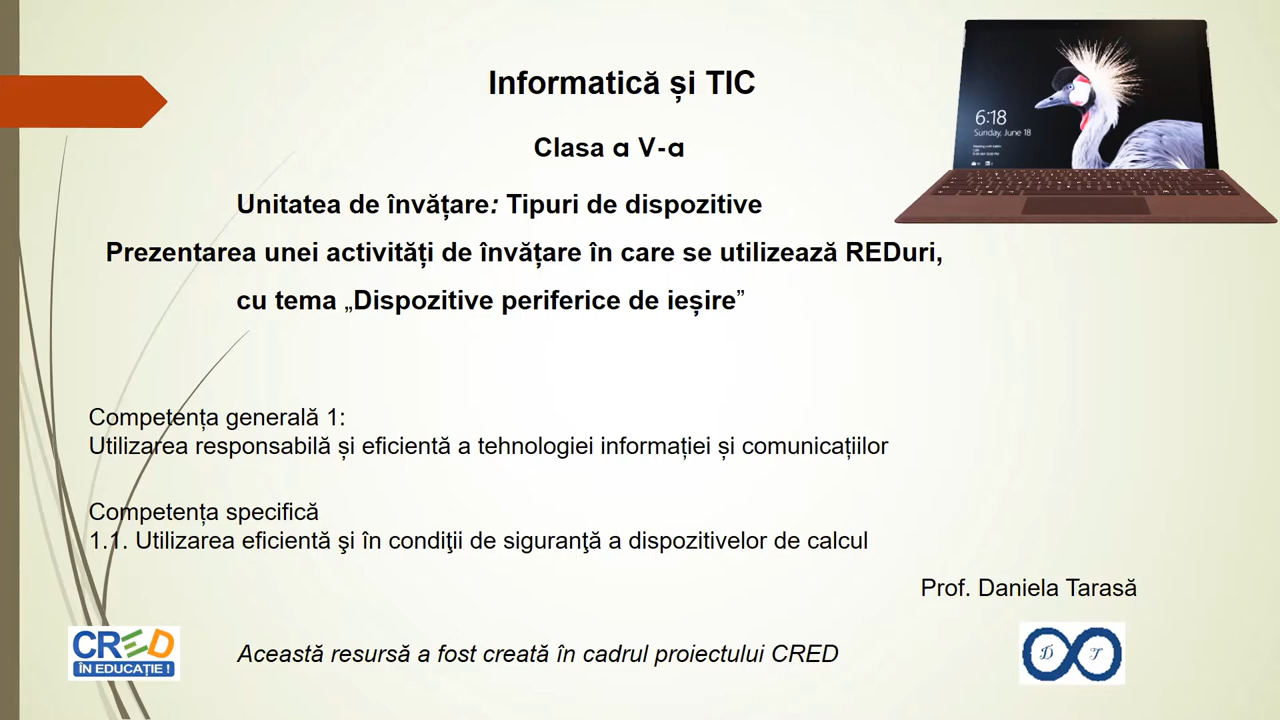 Informatică și TIC
Clasa a V-a
Unitatea de învățare: Tipuri de dispozitive
Prezentarea unei activități de învățare în care se utilizează REDuri,
cu tema „Dispozitive periferice de ieșire”
6:18
Sunday, June 18
Competența generală 1:
Utilizarea responsabilă și eficientă a tehnologiei informației și comunicațiilor
Competența specifică
1.1. Utilizarea eficientă şi în condiţii de siguranţă a dispozitivelor de calcul
Prof. Daniela Tarasă
CRED
ÎN EDUCAȚIE !
Această resursă a fost creată în cadrul proiectului CRED
D T